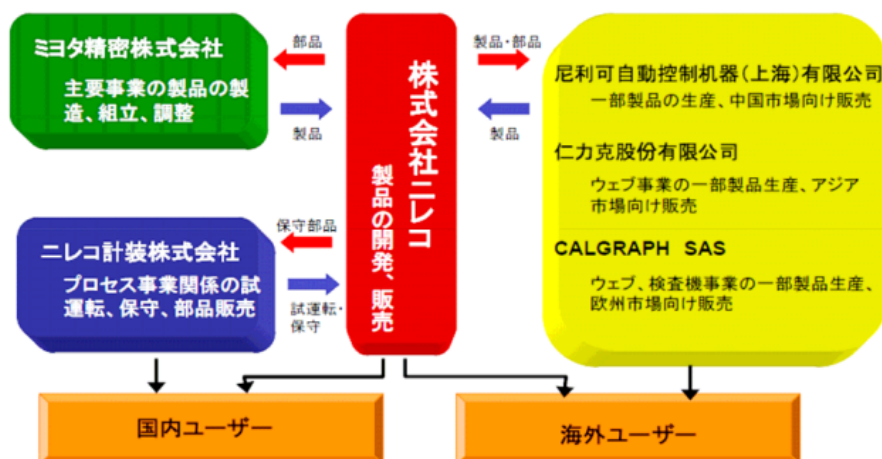 ミヨタ精密株式会社
主要事業の製品の製
造、組立、調整
部品
製品
株式会社ニレコ
製品の開発、販売
製品・部品
製品
尼利可自動控制机器(上海)有限公司
一部製品の生産、中国市場向け販売
仁力克股份有限公司
ウェブ事業の一部製品生産、アジア
市場向け販売
CALGRAPH SAS
ウェブ、検査機事業の一部製品生産、
欧州市場向け販売
ニレコ計装株式会社
プロセス事業関係の試
運転、保守、部品販売
保守部品
試運転・
保守
国内ユーザー
海外ユーザー